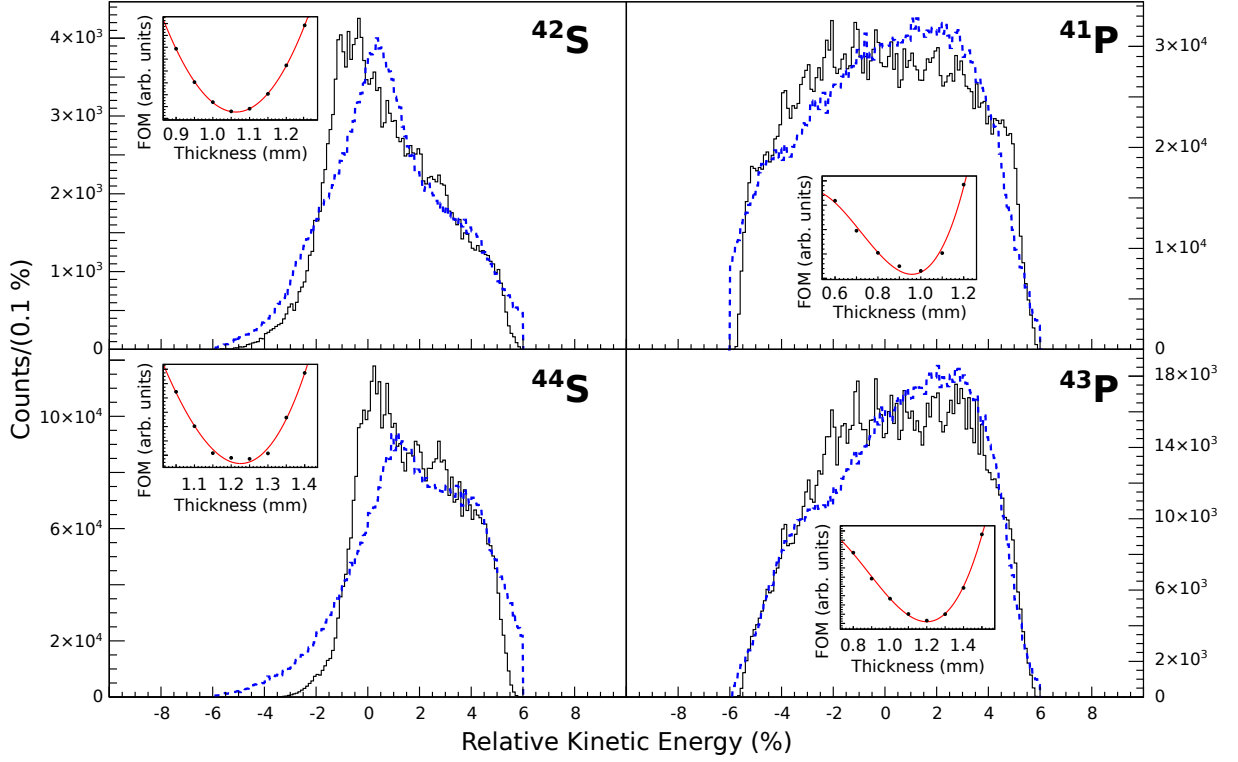 Counts/(0.1 %)
⁴²S
4×10³
3×10³
2×10³
1×10³
0
FOM (arb. units)
0.9 1.0 1.1 1.2
Thickness (mm)
⁴¹P
3×10⁴
2×10⁴
1×10⁴
0
FOM (arb. units)
0.6 0.8 1.0 1.2
Thickness (mm)
⁴⁴S
10×10⁴
6×10⁴
2×10⁴
0
FOM (arb. units)
1.1 1.2 1.3 1.4
Thickness (mm)
-8 -6 -4 -2 0 2 4 6 8
⁴³P
18×10³
14×10³
10×10³
6×10³
2×10³
0
FOM (arb. units)
0.8 1.0 1.2 1.4
Thickness (mm)
-8 -6 -4 -2 0 2 4 6 8
Relative Kinetic Energy (%)